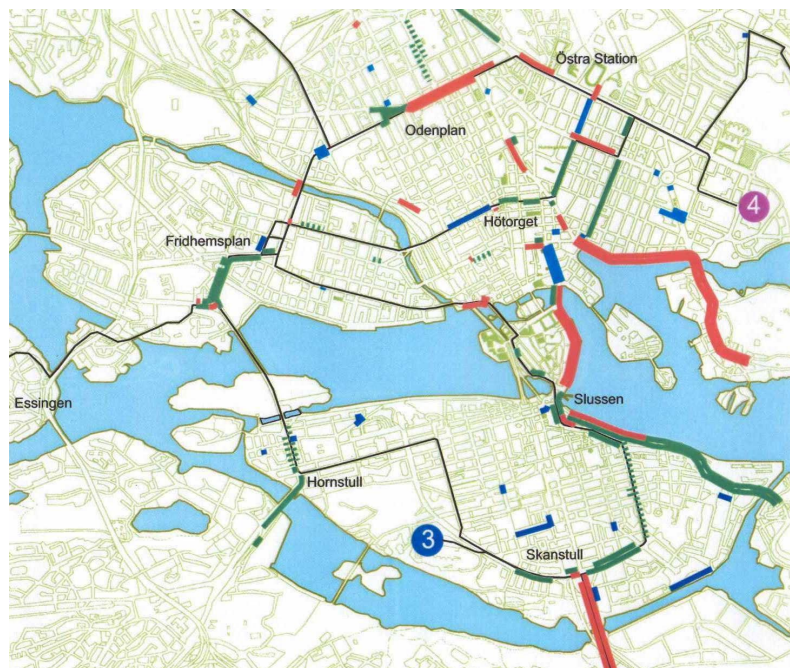 Östra Station
Odenplan
4
Hötorget
Fridhemsplan
Essingen
Slussen
Hornstull
3
Skanstull